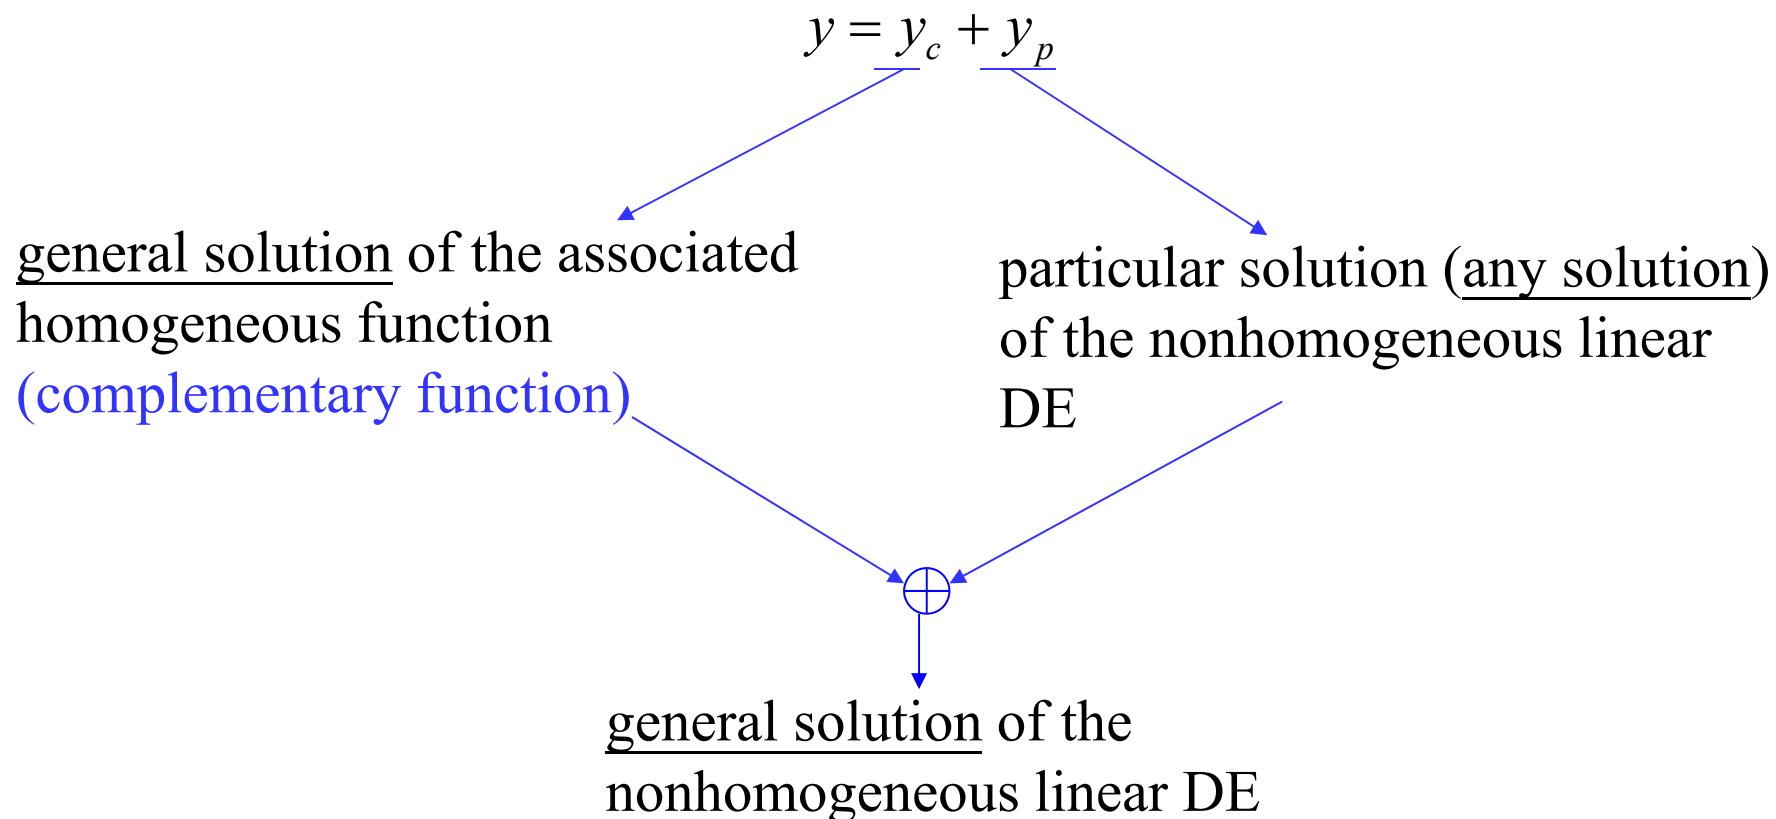 y = y_c + y_p
general solution of the associated
homogeneous function
(complementary function)
particular solution (any solution)
of the nonhomogeneous linear
DE
general solution of the
nonhomogeneous linear DE